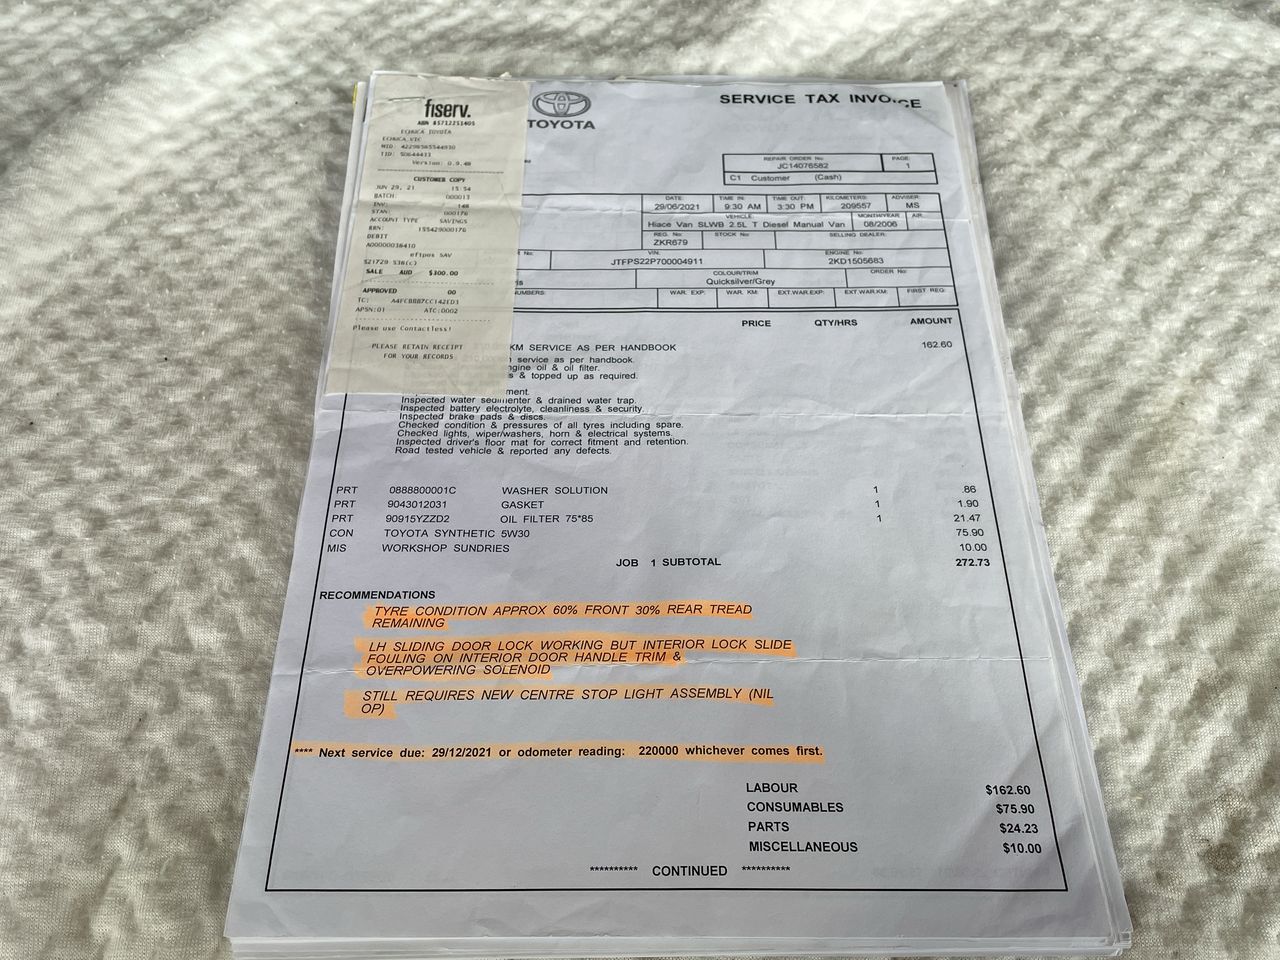 fiserv.
ABN 45712251405
ECHUCA TOYOTA
ECHUCA VIC
TID: 50644433
Version: 0.9.40
CUSTOMER COPY
JUN 29, 21 15:54
BATCH: 000013
INV: 148
STAN: 000176
ACCOUNT TYPE SAVINGS
RRN: 155429000176
DEBIT
A0000038410
eftpos SAV
SALE AUD $300.00
APPROVED 00
TC: A4FCBBB7CC142ED3
APSN:01 ATC:0002
Please use Contactless!
PLEASE RETAIN RECEIPT
FOR YOUR RECORDS
TOYOTA
SERVICE TAX INVOICE
REPAIR ORDER No: PAGE:
JC14076582 1
C1 Customer (Cash)
DATE: TIME IN: TIME OUT: KILOMETERS: ADVISER:
29/06/2021 9:30 AM 3:30 PM 209557 MS
VEHICLE: MONTH/YEAR AIR:
Hiace Van SLWB 2.5L T Diesel Manual Van 08/2006
REG. No: STOCK No: SELLING DEALER:
ZKR679
No: VIN: ENGINE No:
JTFPS22P700004911 2KD1505683
COLOUR/TRIM ORDER No:
Quicksilver/Grey
NUMBERS: WAR. EXP: WAR. KM: EXT.WAR.EXP: EXT.WAR.KM: FIRST REG:
PRICE QTY/HRS AMOUNT
KM SERVICE AS PER HANDBOOK 162.60
service as per handbook.
engine oil & oil filter.
& topped up as required.
Inspected water sedimenter & drained water trap.
Inspected battery electrolyte, cleanliness & security.
Inspected brake pads & discs.
Checked condition & pressures of all tyres including spare.
Checked lights, wiper/washers, horn & electrical systems.
Inspected driver's floor mat for correct fitment and retention.
Road tested vehicle & reported any defects.
PRT 0888800001C WASHER SOLUTION 1 .86
PRT 9043012031 GASKET 1 1.90
PRT 90915YZZD2 OIL FILTER 75*85 1 21.47
CON TOYOTA SYNTHETIC 5W30 75.90
MIS WORKSHOP SUNDRIES 10.00
JOB 1 SUBTOTAL 272.73
RECOMMENDATIONS
TYRE CONDITION APPROX 60% FRONT 30% REAR TREAD
REMAINING
LH SLIDING DOOR LOCK WORKING BUT INTERIOR LOCK SLIDE
FOULING ON INTERIOR DOOR HANDLE TRIM &
OVERPOWERING SOLENOID
STILL REQUIRES NEW CENTRE STOP LIGHT ASSEMBLY (NIL
OP)
**** Next service due: 29/12/2021 or odometer reading: 220000 whichever comes first.
LABOUR $162.60
CONSUMABLES $75.90
PARTS $24.23
MISCELLANEOUS $10.00
********** CONTINUED **********